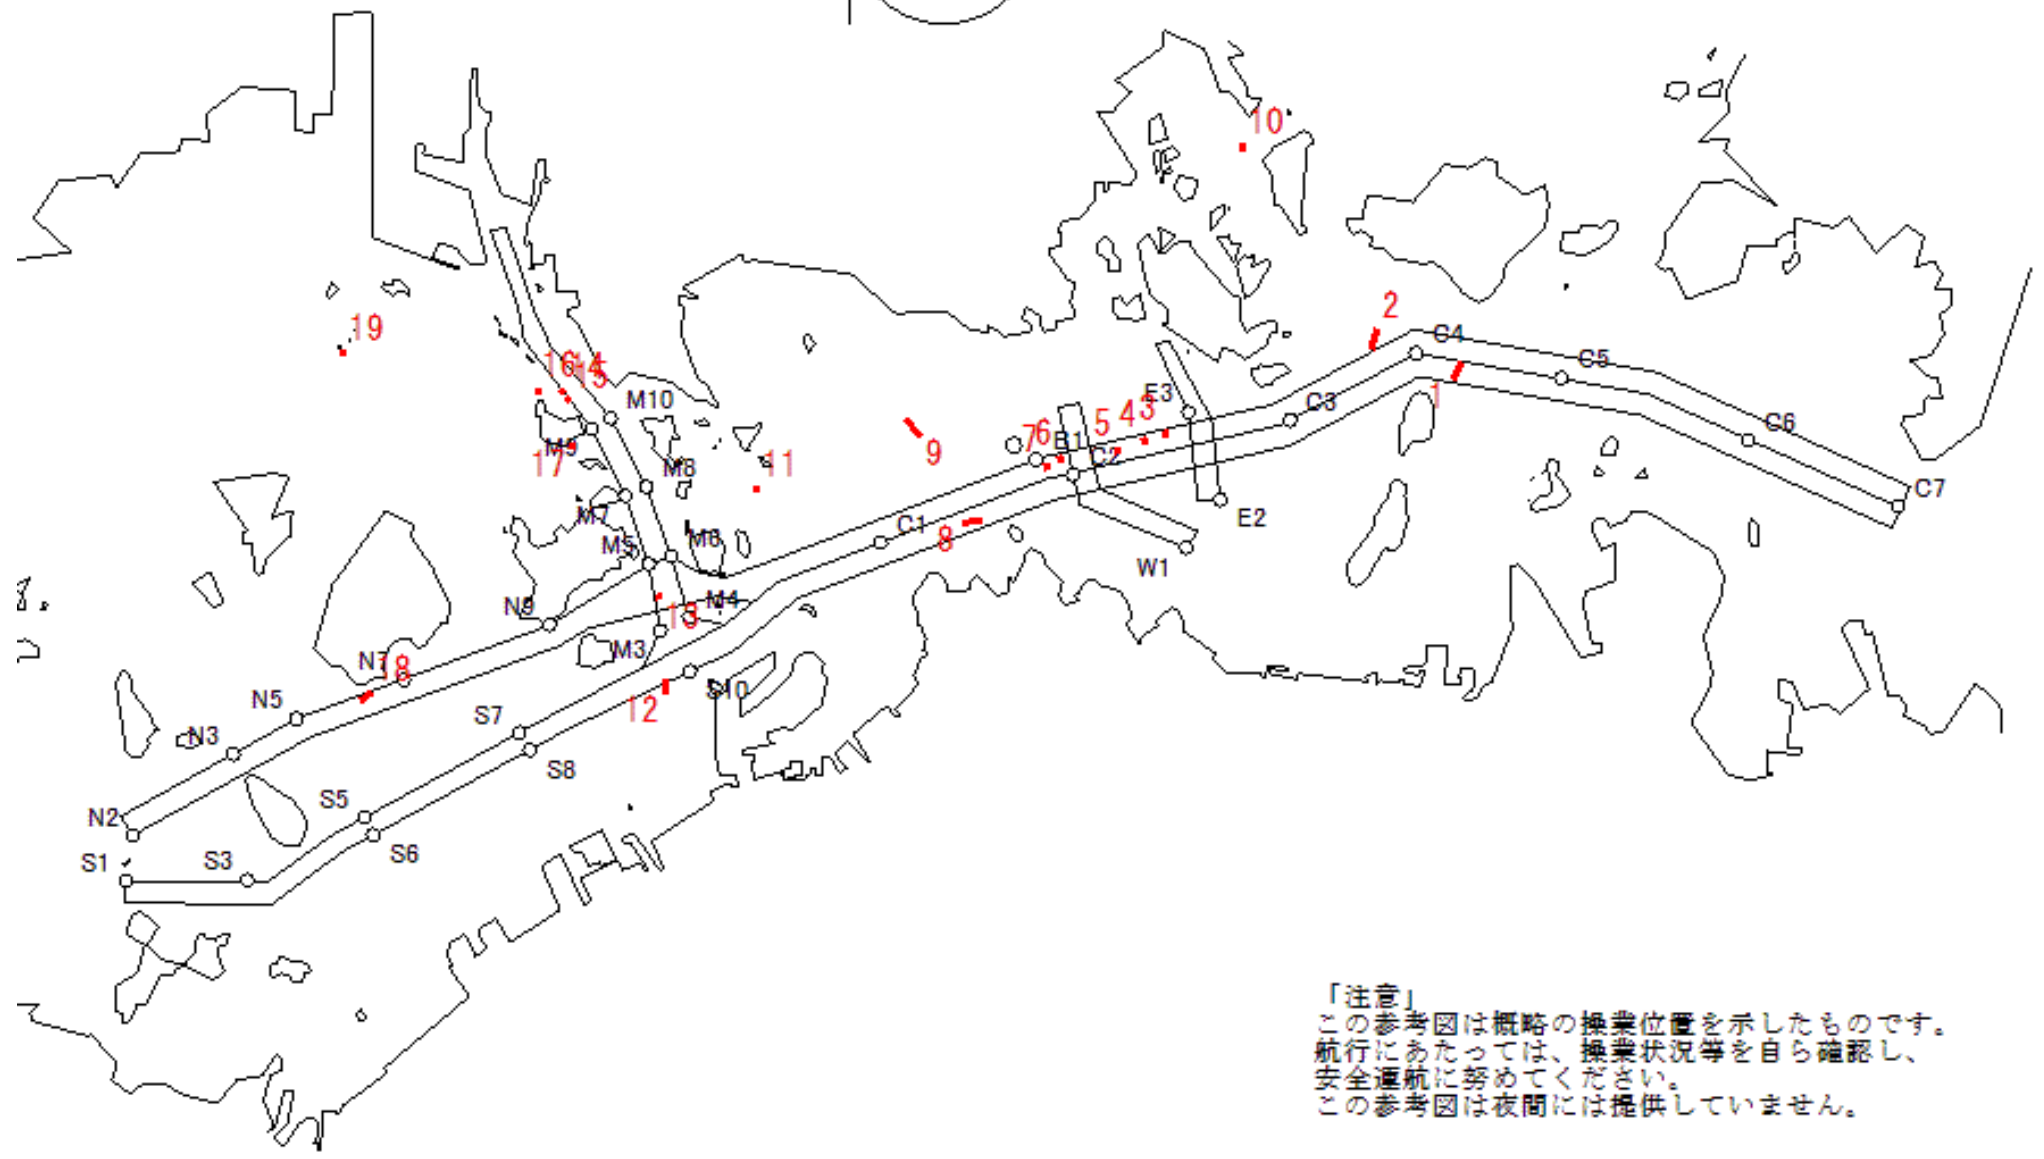 10
2
C4
C5
1
C6
C7
19
16
14
15
M10
M9
17
M8
11
9
7
6
B1
5
4
3
E3
C3
C2
E2
W1
8
C1
M7
M5
M6
M4
13
M3
N9
N7
18
N5
N3
N2
S10
12
S7
S8
S5
S6
S3
S1
「注意」
この参考図は概略の操業位置を示したものです。
航行にあたっては、操業状況等を自ら確認し、
安全運航に努めてください。
この参考図は夜間には提供していません。